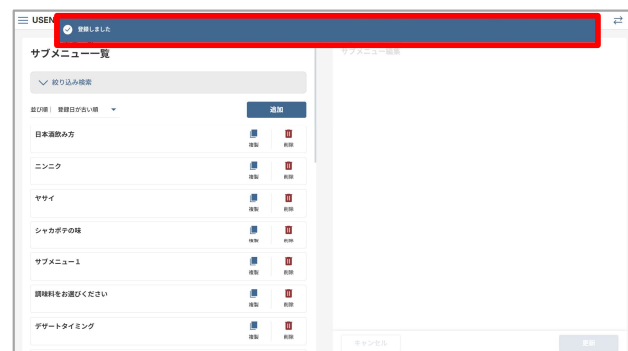 USEN
登録しました
サブメニュー一覧
サブメニュー編集
絞り込み検索
並び順 | 登録日が古い順
追加
日本酒飲み方
複製 削除
ニンニク
複製 削除
ヤサイ
複製 削除
シャカポテの味
複製 削除
サブメニュー1
複製 削除
調味料をお選びください
複製 削除
デザートタイミング
複製 削除
キャンセル
更新